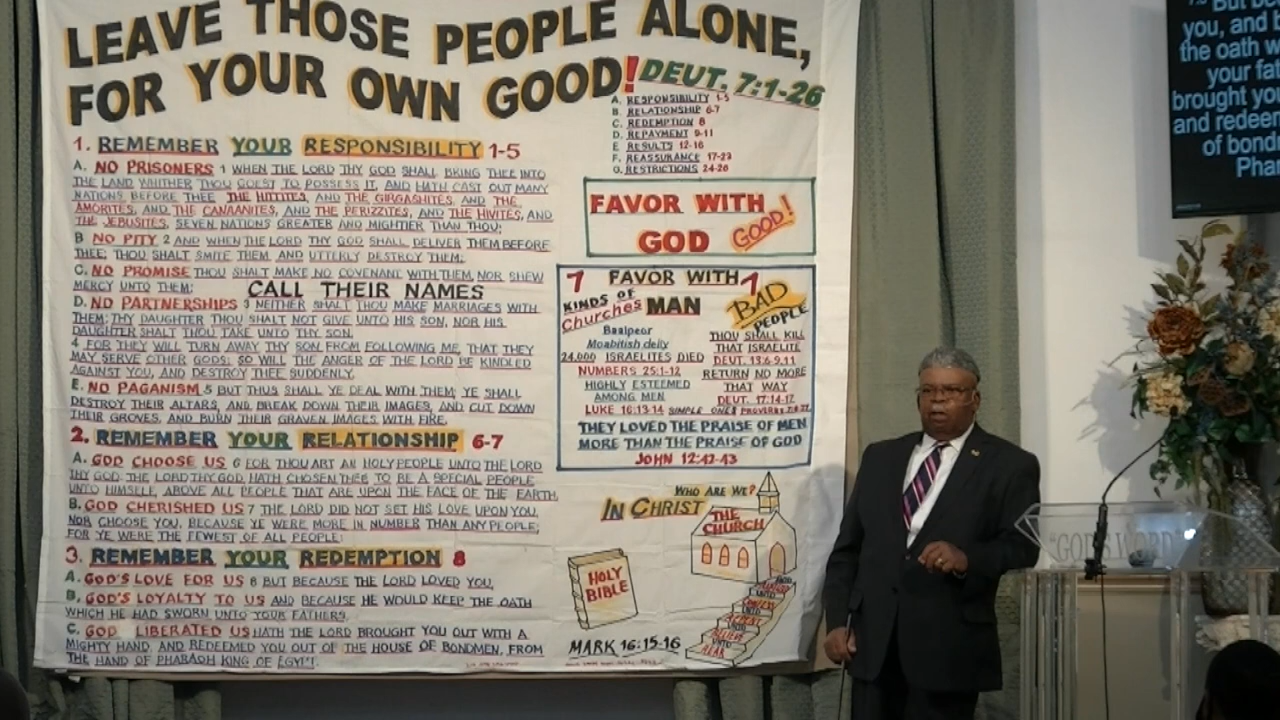 LEAVE THOSE PEOPLE ALONE,
FOR YOUR OWN GOOD! DEUT. 7:1-26
A. RESPONSIBILITY 1-5
B. RELATIONSHIP 6-7
C. REDEMPTION 8
D. REPAYMENT 9-11
E RESULTS 12-16
F. REASSURANCE 17-23
G. RESTRICTIONS 24-26
1. REMEMBER YOUR RESPONSIBILITY 1-5
A. NO PRISONERS 1 WHEN THE LORD THY GOD SHALL BRING THEE INTO
THE LAND WHITHER THOU GOEST TO POSSESS IT, AND HATH CAST OUT MANY
NATIONS BEFORE THEE THE HITTITES, AND THE GIRGASHITES, AND THE
AMORITES, AND THE CANAANITES, AND THE PERIZZITES, AND THE HIVITES, AND
THE JEBUSITES, SEVEN NATIONS GREATER AND MIGHTIER THAN THOU;
B NO PITY 2 AND WHEN THE LORD THY GOD SHALL DELIVER THEM BEFORE
THEE; THOU SHALT SMITE THEM, AND UTTERLY DESTROY THEM;
C. NO PROMISE THOU SHALT MAKE NO COVENANT WITH THEM, NOR SHEW
MERCY UNTO THEM: CALL THEIR NAMES
D. NO PARTNERSHIPS 3 NEITHER SHALT THOU MAKE MARRIAGES WITH
THEM; THY DAUGHTER THOU SHALT NOT GIVE UNTO HIS SON, NOR HIS
DAUGHTER SHALT THOU TAKE UNTO THY SON.
4 FOR THEY WILL TURN AWAY THY SON FROM FOLLOWING ME, THAT THEY
MAY SERVE OTHER GODS: SO WILL THE ANGER OF THE LORD BE KINDLED
AGAINST YOU, AND DESTROY THEE SUDDENLY.
E. NO PAGANISM 5 BUT THUS SHALL YE DEAL WITH THEM; YE SHALL
DESTROY THEIR ALTARS, AND BREAK DOWN THEIR IMAGES, AND CUT DOWN
THEIR GROVES, AND BURN THEIR GRAVEN IMAGES WITH FIRE.
2. REMEMBER YOUR RELATIONSHIP 6-7
A. GOD CHOOSE US 6 FOR THOU ART AN HOLY PEOPLE UNTO THE LORD
THY GOD: THE LORD THY GOD HATH CHOSEN THEE TO BE A SPECIAL PEOPLE
UNTO HIMSELF, ABOVE ALL PEOPLE THAT ARE UPON THE FACE OF THE EARTH.
B. GOD CHERISHED US 7 THE LORD DID NOT SET HIS LOVE UPON YOU,
NOR CHOOSE YOU, BECAUSE YE WERE MORE IN NUMBER THAN ANY PEOPLE;
FOR YE WERE THE FEWEST OF ALL PEOPLE:
3. REMEMBER YOUR REDEMPTION 8
A. GOD'S LOVE FOR US 8 BUT BECAUSE THE LORD LOVED YOU,
B. GOD'S LOYALTY TO US AND BECAUSE HE WOULD KEEP THE OATH
WHICH HE HAD SWORN UNTO YOUR FATHERS,
C. GOD LIBERATED US HATH THE LORD BROUGHT YOU OUT WITH A
MIGHTY HAND, AND REDEEMED YOU OUT OF THE HOUSE OF BONDMEN, FROM
THE HAND OF PHARAOH KING OF EGYPT.
FAVOR WITH
GOD GOOD!
7 FAVOR WITH 7
KINDS OF
Churches MAN BAD
PEOPLE
Baalpeor
Moabitish deity
24,000 ISRAELITES DIED
NUMBERS 25:1-12
HIGHLY ESTEEMED
AMONG MEN
LUKE 16:13-14
THOU SHALL KILL
THAT ISRAELITE
DEUT. 13:6,9,11
RETURN NO MORE
THAT WAY
DEUT. 17:14-17
SIMPLE ONES PROVERBS
THEY LOVED THE PRAISE OF MEN
MORE THAN THE PRAISE OF GOD
JOHN 12:42-43
WHO ARE WE?
IN CHRIST
THE
CHURCH
HOLY
BIBLE
UNTO
CONFESS
UNTO
REPENT
UNTO
BELIEVE
UNTO
HEAR
MARK 16:15-16
"GOD'S WORD"
But
you, and
the oath
your
brought you
and
of